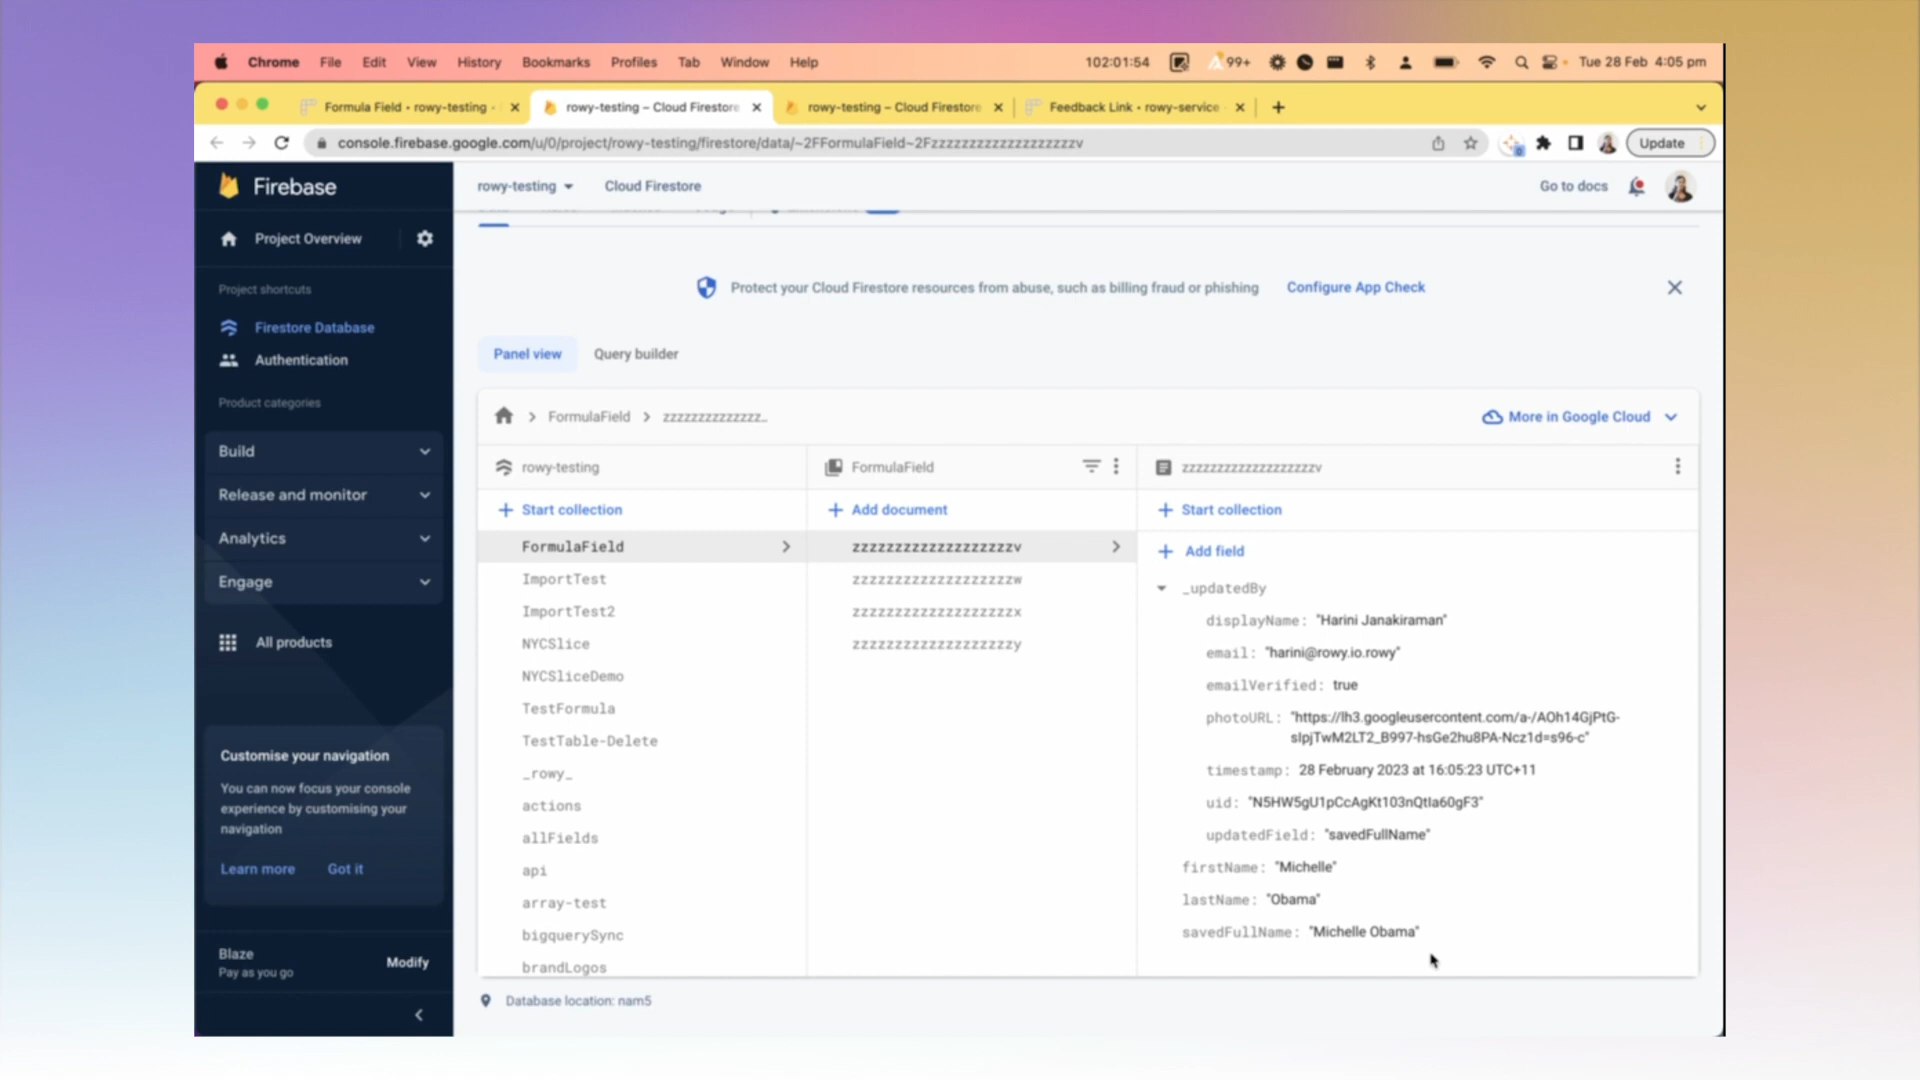 Chrome File Edit View History Bookmarks Profiles Tab Window Help 102:01:54 99+ Tue 28 Feb 4:05 pm
Formula Field • rowy-testing - rowy-testing – Cloud Firestore rowy-testing – Cloud Firestore Feedback Link • rowy-service
console.firebase.google.com/u/0/project/rowy-testing/firestore/data/~2FFormulaField~2Fzzzzzzzzzzzzzzzzzzzv Update
Firebase
rowy-testing Cloud Firestore Go to docs
Project Overview
Project shortcuts
Firestore Database
Authentication
Product categories
Build
Release and monitor
Analytics
Engage
All products
Customise your navigation
You can now focus your console
experience by customising your
navigation
Learn more Got it
Blaze
Pay as you go
Modify
Protect your Cloud Firestore resources from abuse, such as billing fraud or phishing Configure App Check
Panel view Query builder
FormulaField zzzzzzzzzzzzzz… More in Google Cloud
rowy-testing
Start collection
FormulaField
ImportTest
ImportTest2
NYCSlice
NYCSliceDemo
TestFormula
TestTable-Delete
_rowy_
actions
allFields
api
array-test
bigquerySync
brandLogos
FormulaField
Add document
zzzzzzzzzzzzzzzzzzzv
zzzzzzzzzzzzzzzzzzzw
zzzzzzzzzzzzzzzzzzzx
zzzzzzzzzzzzzzzzzzzy
zzzzzzzzzzzzzzzzzzzv
Start collection
Add field
_updatedBy
displayName: "Harini Janakiraman"
email: "harini@rowy.io.rowy"
emailVerified: true
photoURL: "https://lh3.googleusercontent.com/a-/AOh14GjPtG-
sIpjTwM2LT2_B997-hsGe2hu8PA-Ncz1d=s96-c"
timestamp: 28 February 2023 at 16:05:23 UTC+11
uid: "N5HW5gU1pCcAgKt103nQtIa60gF3"
updatedField: "savedFullName"
firstName: "Michelle"
lastName: "Obama"
savedFullName: "Michelle Obama"
Database location: nam5